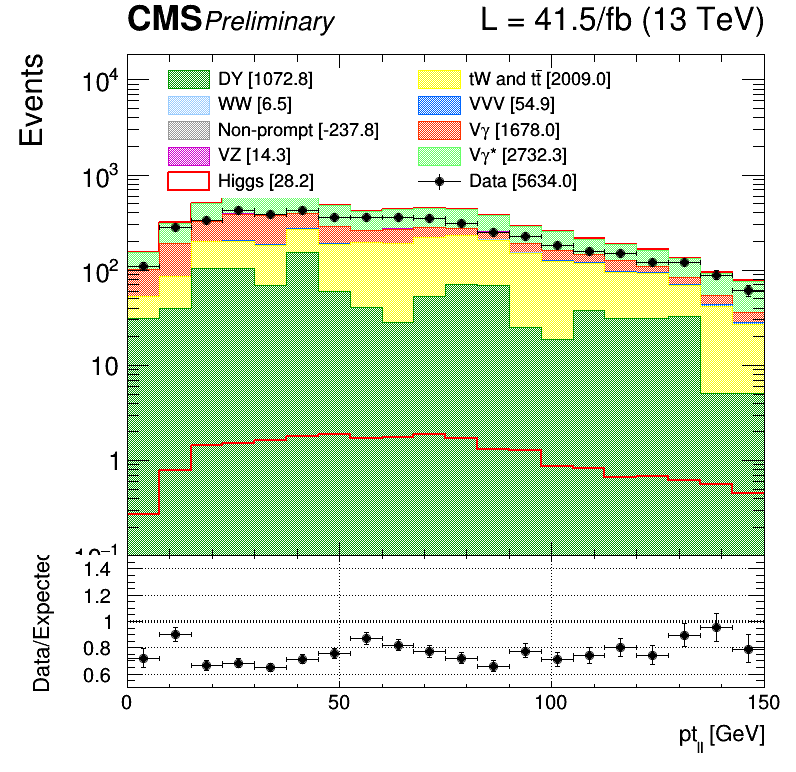 CMS Preliminary L = 41.5/fb (13 TeV)
Events
DY [1072.8] tW and tt̄ [2009.0]
WW [6.5] VVV [54.9]
Non-prompt [-237.8] Vγ [1678.0]
VZ [14.3] Vγ* [2732.3]
Higgs [28.2] Data [5634.0]
10⁴
10³
10²
10
1
10⁻¹
Data/Expected
1.4
1.2
1
0.8
0.6
0 50 100 150
pt_ll [GeV]